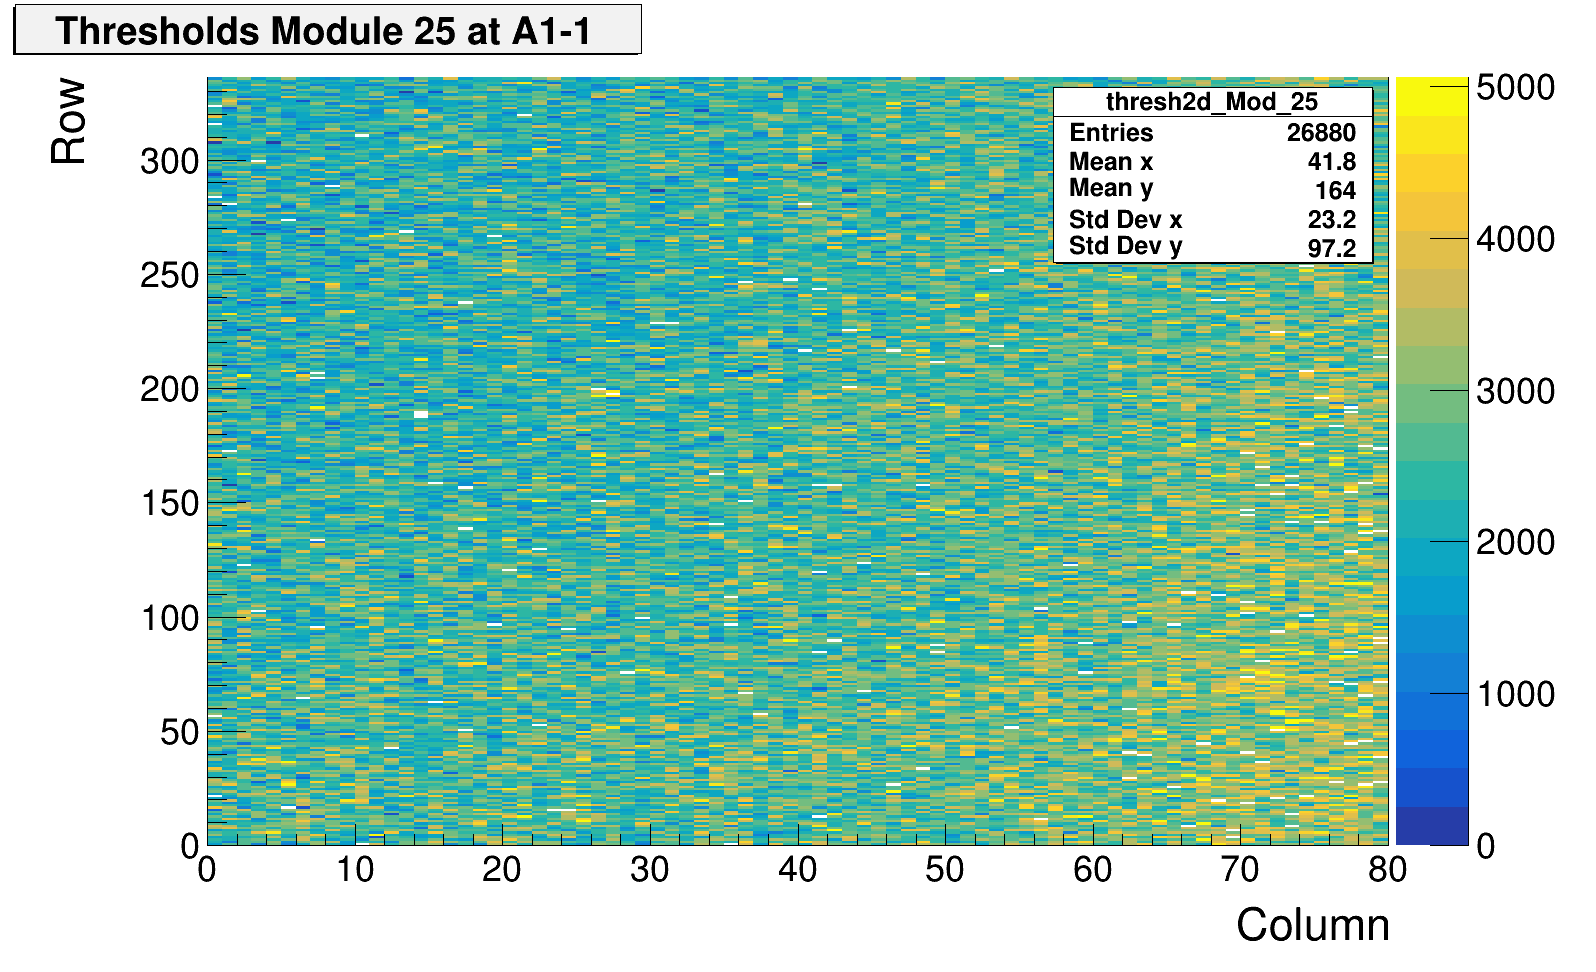 Thresholds Module 25 at A1-1
Row
thresh2d_Mod_25
Entries 26880
Mean x 41.8
Mean y 164
Std Dev x 23.2
Std Dev y 97.2
300
250
200
150
100
50
0
0 10 20 30 40 50 60 70 80
Column
5000
4000
3000
2000
1000
0